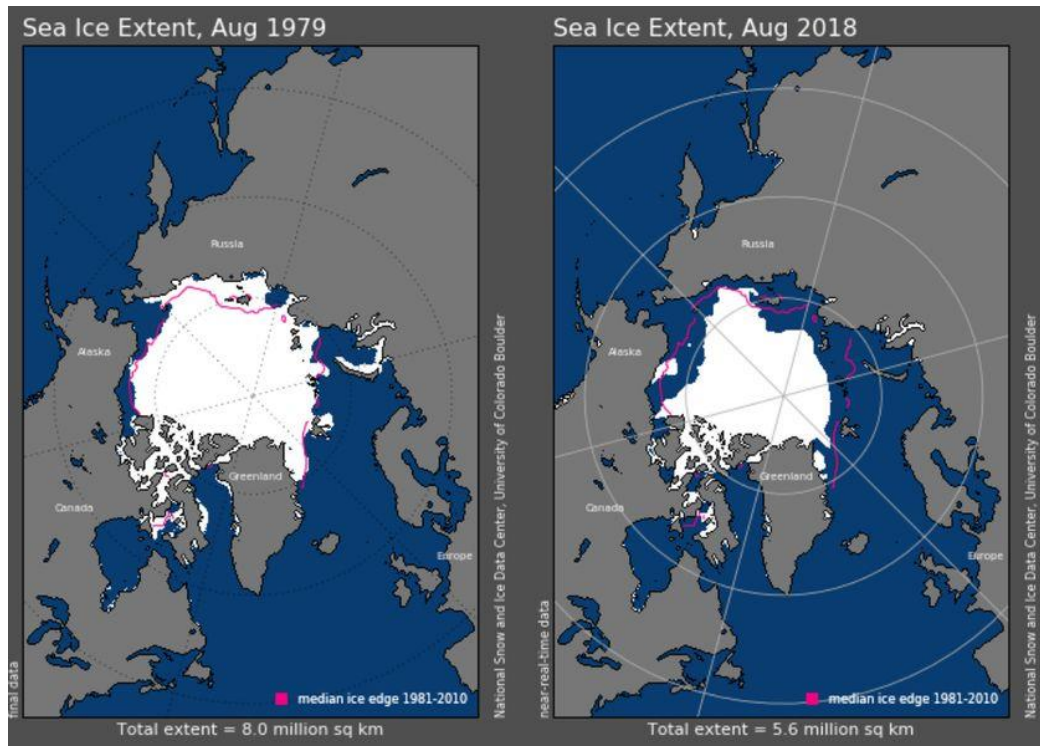 Sea Ice Extent, Aug 1979
Russia
Alaska
Greenland
Canada
Europe
median ice edge 1981-2010
Total extent = 8.0 million sq km
final data
National Snow and Ice Data Center, University of Colorado Boulder
Sea Ice Extent, Aug 2018
Russia
Alaska
Greenland
Canada
Europe
median ice edge 1981-2010
Total extent = 5.6 million sq km
near-real-time data
National Snow and Ice Data Center, University of Colorado Boulder